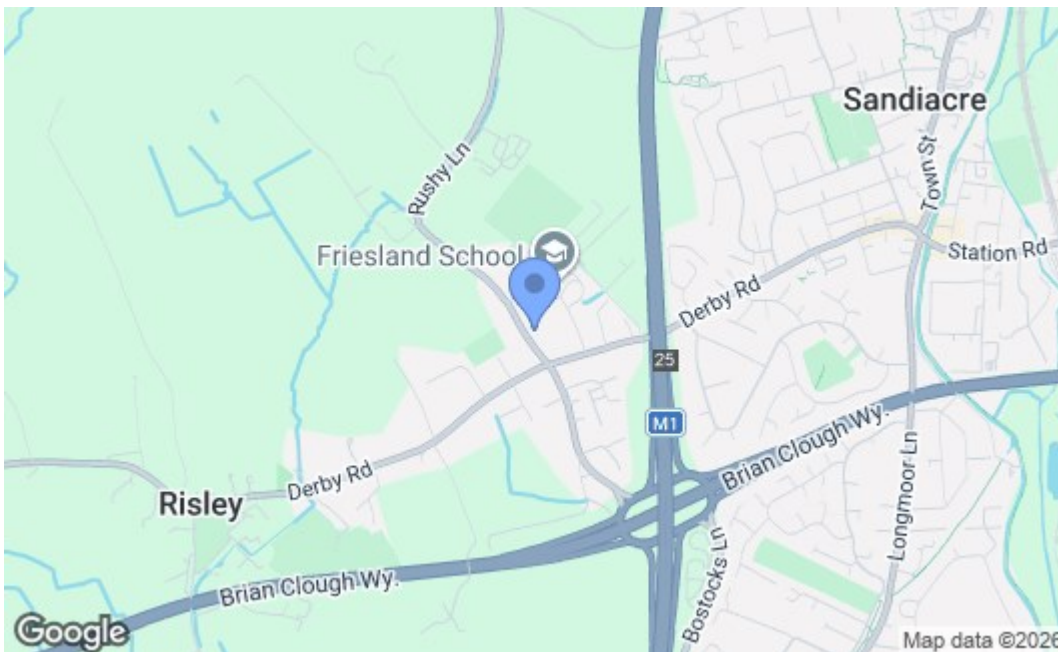 Sandiacre
Rushy Ln
Town St
Friesland School
Station Rd
Derby Rd
25
M1
Brian Clough Wy.
Longmoor Ln
Derby Rd
Risley
Bostocks Ln
Brian Clough Wy.
Google
Map data ©2026